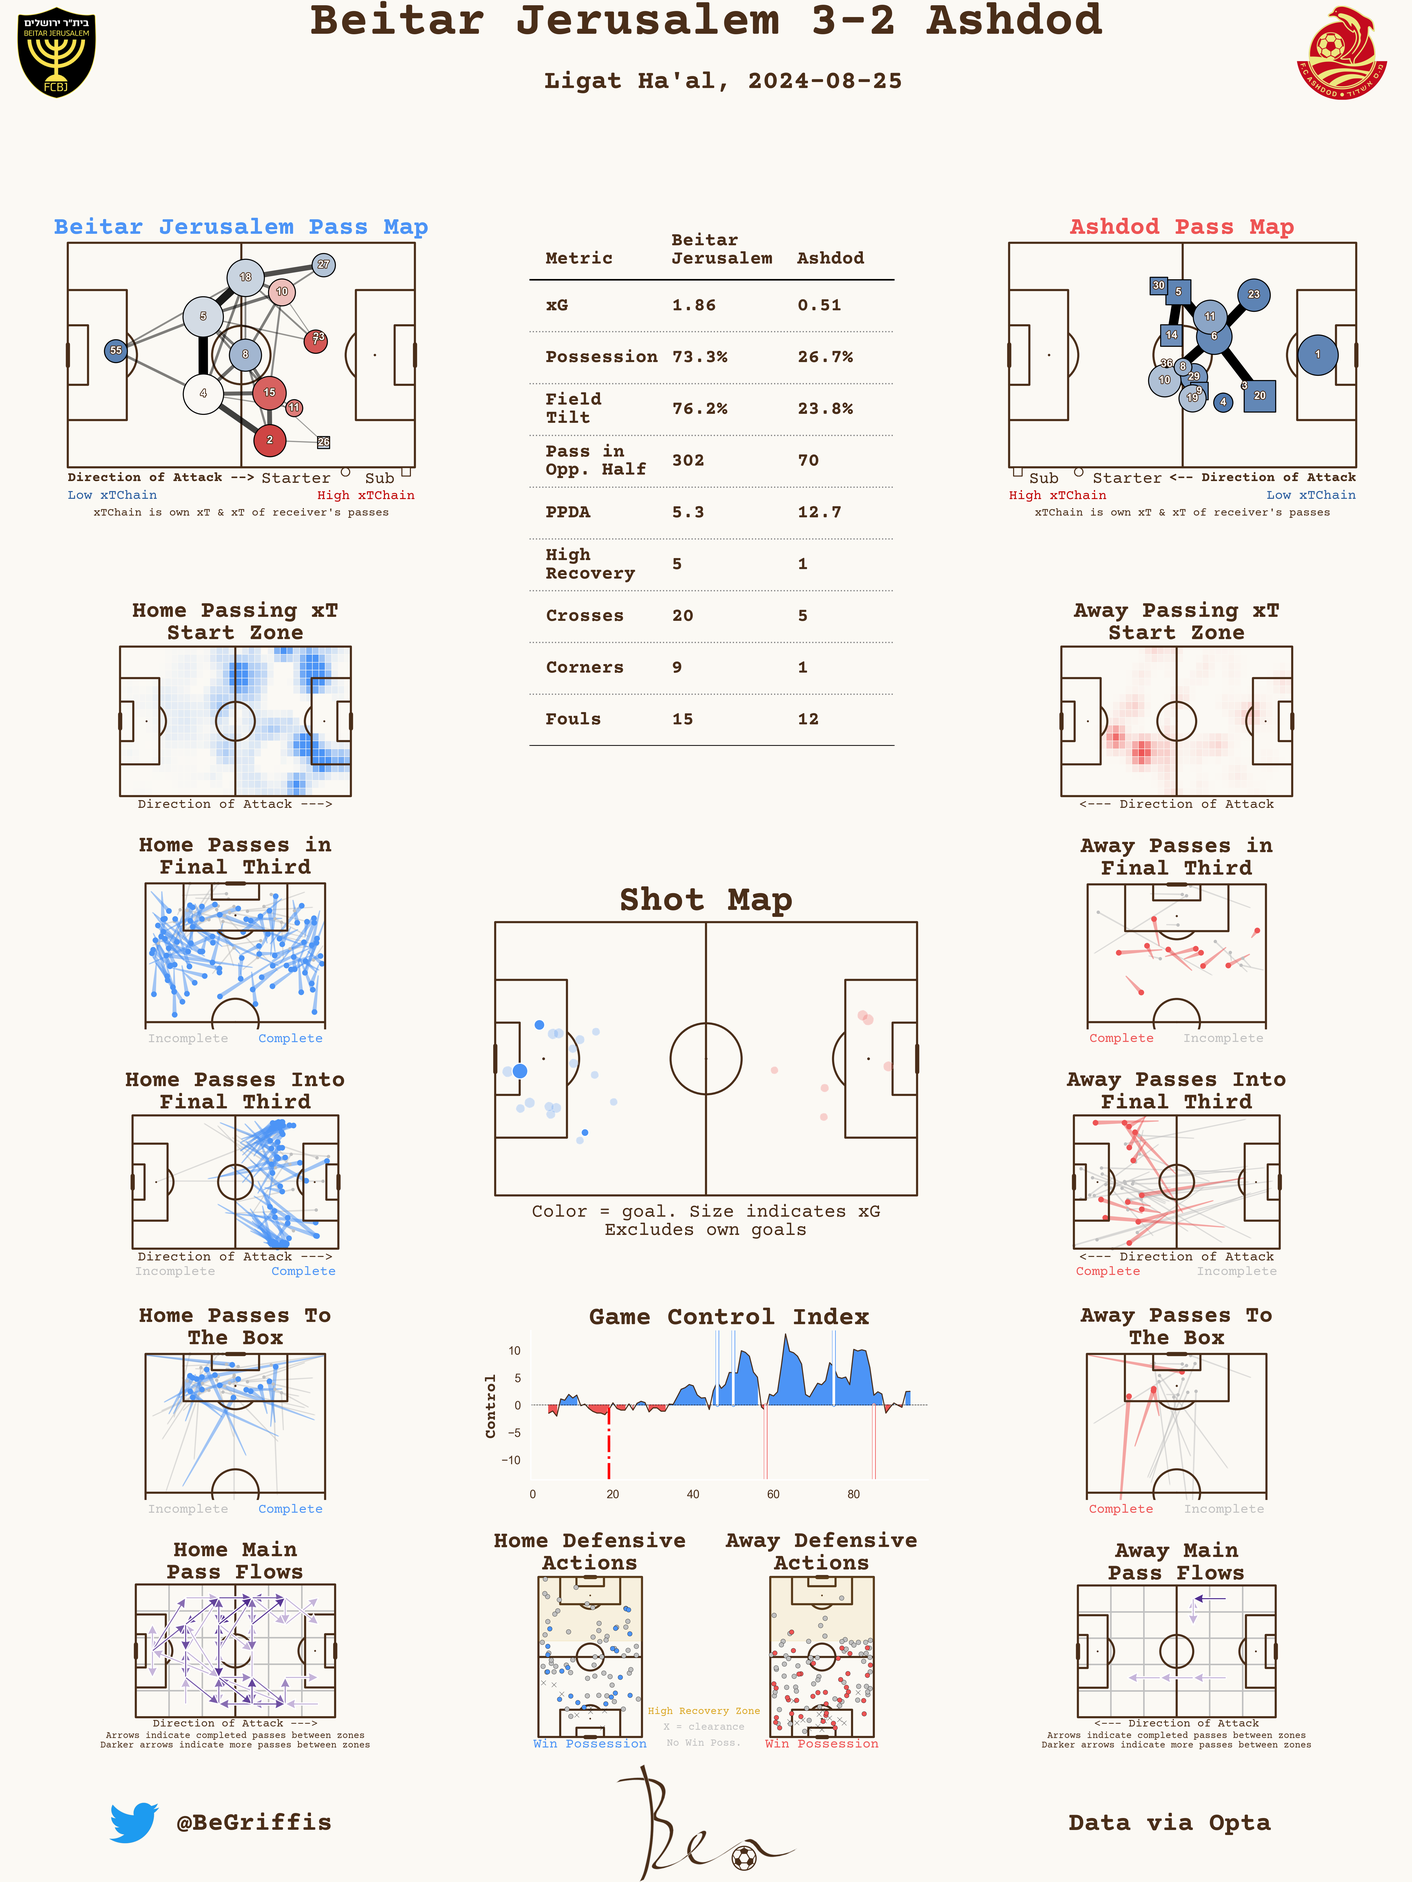 Beitar Jerusalem 3-2 Ashdod
Ligat Ha'al, 2024-08-25
בית"ר ירושלים
BEITAR JERUSALEM
FCBJ
F.C ASHDOD • מ.ס אשדוד
Beitar Jerusalem Pass Map
27
18
10
5
23
7
55
8
4
15
11
2
26
Direction of Attack --> Starter Sub
Low xTChain High xTChain
xTChain is own xT & xT of receiver's passes
Metric Beitar Jerusalem Ashdod
xG 1.86 0.51
Possession 73.3% 26.7%
Field Tilt 76.2% 23.8%
Pass in Opp. Half 302 70
PPDA 5.3 12.7
High Recovery 5 1
Crosses 20 5
Corners 9 1
Fouls 15 12
Ashdod Pass Map
30
5
23
11
14
6
1
36
8
10
29
3
9
19
4
20
Sub Starter <-- Direction of Attack
High xTChain Low xTChain
xTChain is own xT & xT of receiver's passes
Home Passing xT
Start Zone
Direction of Attack --->
Away Passing xT
Start Zone
<--- Direction of Attack
Home Passes in
Final Third
Incomplete Complete
Away Passes in
Final Third
Complete Incomplete
Shot Map
Color = goal. Size indicates xG
Excludes own goals
Home Passes Into
Final Third
Direction of Attack --->
Incomplete Complete
Away Passes Into
Final Third
<--- Direction of Attack
Complete Incomplete
Home Passes To
The Box
Incomplete Complete
Game Control Index
Control
10
5
0
−5
−10
0 20 40 60 80
Away Passes To
The Box
Complete Incomplete
Home Main
Pass Flows
Direction of Attack --->
Arrows indicate completed passes between zones
Darker arrows indicate more passes between zones
Home Defensive
Actions
Win Possession
High Recovery Zone
X = clearance
No Win Poss.
Away Defensive
Actions
Win Possession
Away Main
Pass Flows
<--- Direction of Attack
Arrows indicate completed passes between zones
Darker arrows indicate more passes between zones
@BeGriffis
Ben
Data via Opta